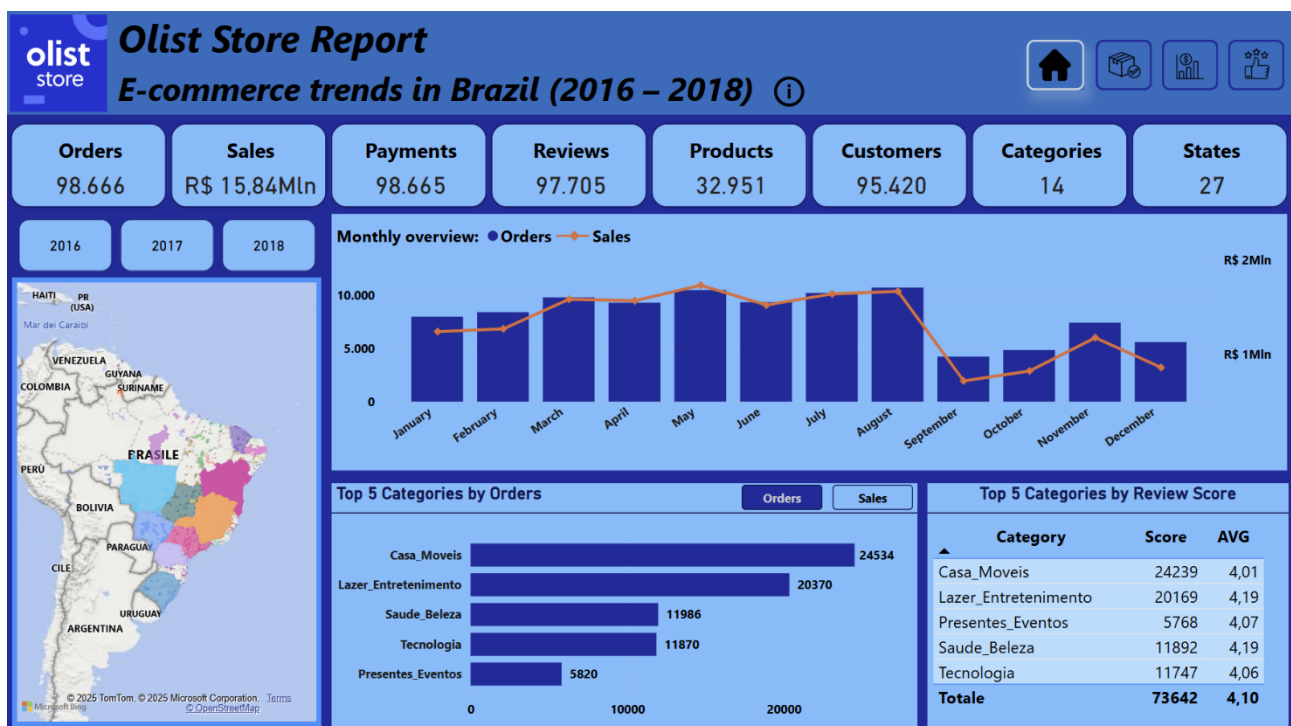 olist
store
Olist Store Report
E-commerce trends in Brazil (2016 – 2018)
Orders
98.666
Sales
R$ 15,84Mln
Payments
98.665
Reviews
97.705
Products
32.951
Customers
95.420
Categories
14
States
27
2016
2017
2018
HAITI
PR
(USA)
Mar dei Caraibi
VENEZUELA
GUYANA
COLOMBIA
SURINAME
BRASILE
PERÙ
BOLIVIA
PARAGUAY
CILE
URUGUAY
ARGENTINA
© 2025 TomTom, © 2025 Microsoft Corporation, Terms
Microsoft Bing
© OpenStreetMap
Monthly overview: Orders Sales
R$ 2Mln
10.000
5.000
R$ 1Mln
0
January
February
March
April
May
June
July
August
September
October
November
December
Top 5 Categories by Orders
Orders
Sales
Casa_Moveis 24534
Lazer_Entretenimento 20370
Saude_Beleza 11986
Tecnologia 11870
Presentes_Eventos 5820
0 10000 20000
Top 5 Categories by Review Score
Category Score AVG
Casa_Moveis 24239 4,01
Lazer_Entretenimento 20169 4,19
Presentes_Eventos 5768 4,07
Saude_Beleza 11892 4,19
Tecnologia 11747 4,06
Totale 73642 4,10